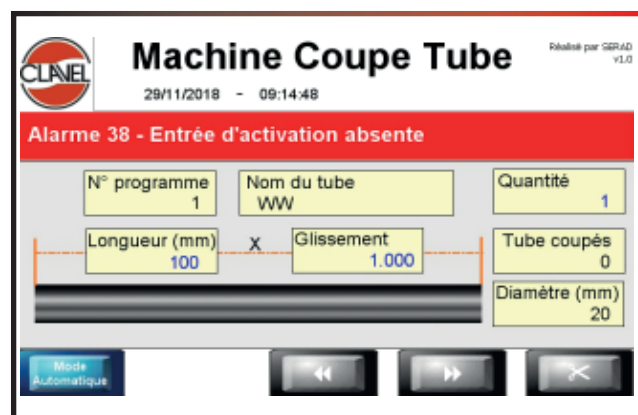 CLAVEL
Machine Coupe Tube
Réalisé par SERAD
v1.0
29/11/2018 - 09:14:48
Alarme 38 - Entrée d'activation absente
N° programme
1
Nom du tube
WW
Quantité
1
Longueur (mm)
100
X
Glissement
1.000
Tube coupés
0
Diamètre (mm)
20
Mode
Automatique